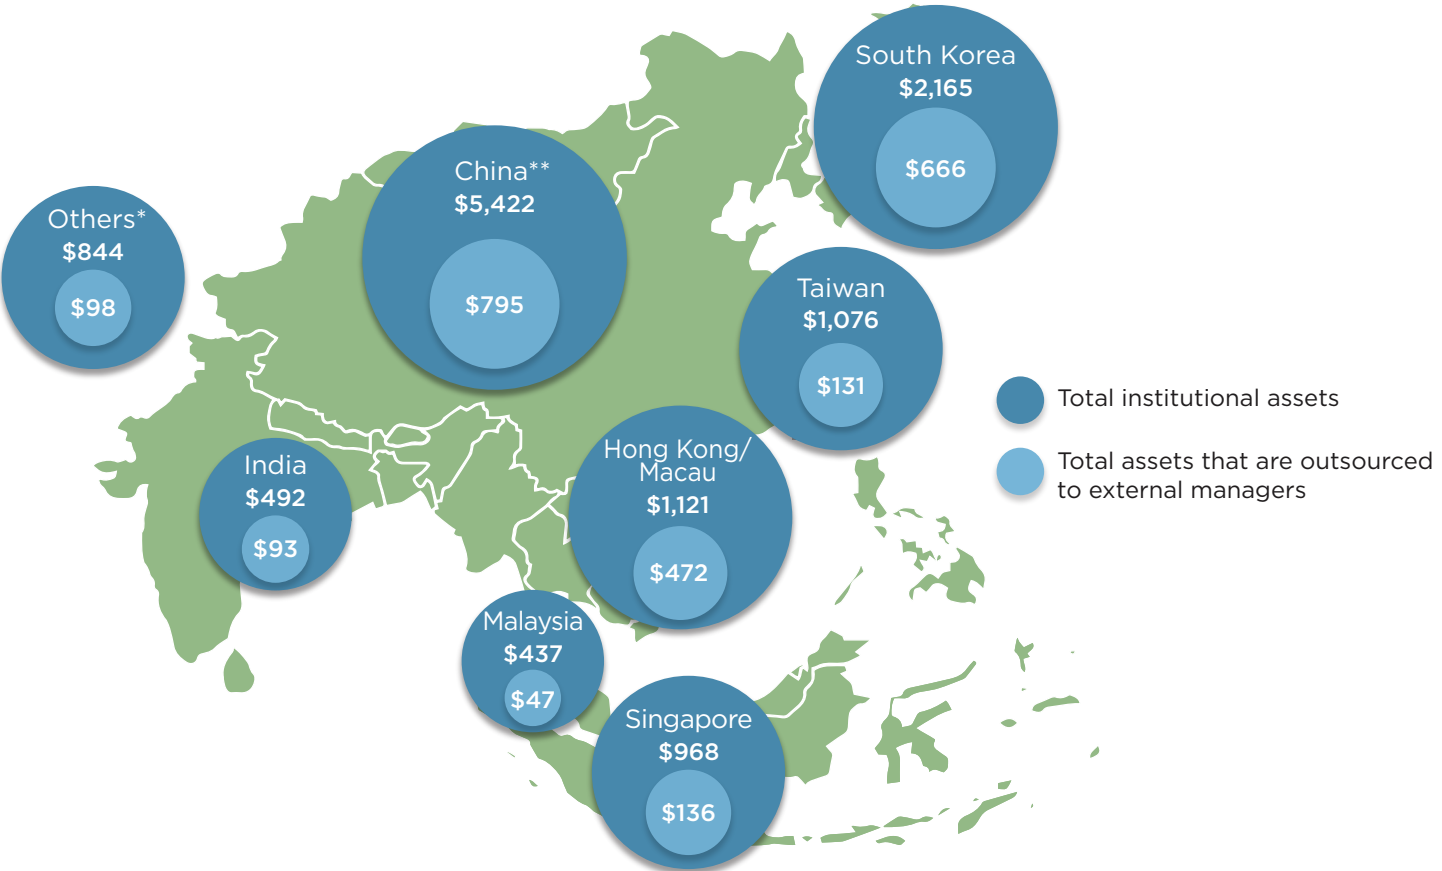 South Korea
$2,165
$666
China**
$5,422
$795
Others*
$844
$98
Taiwan
$1,076
$131
Total institutional assets
Total assets that are outsourced
to external managers
Hong Kong/
Macau
$1,121
$472
India
$492
$93
Malaysia
$437
$47
Singapore
$968
$136